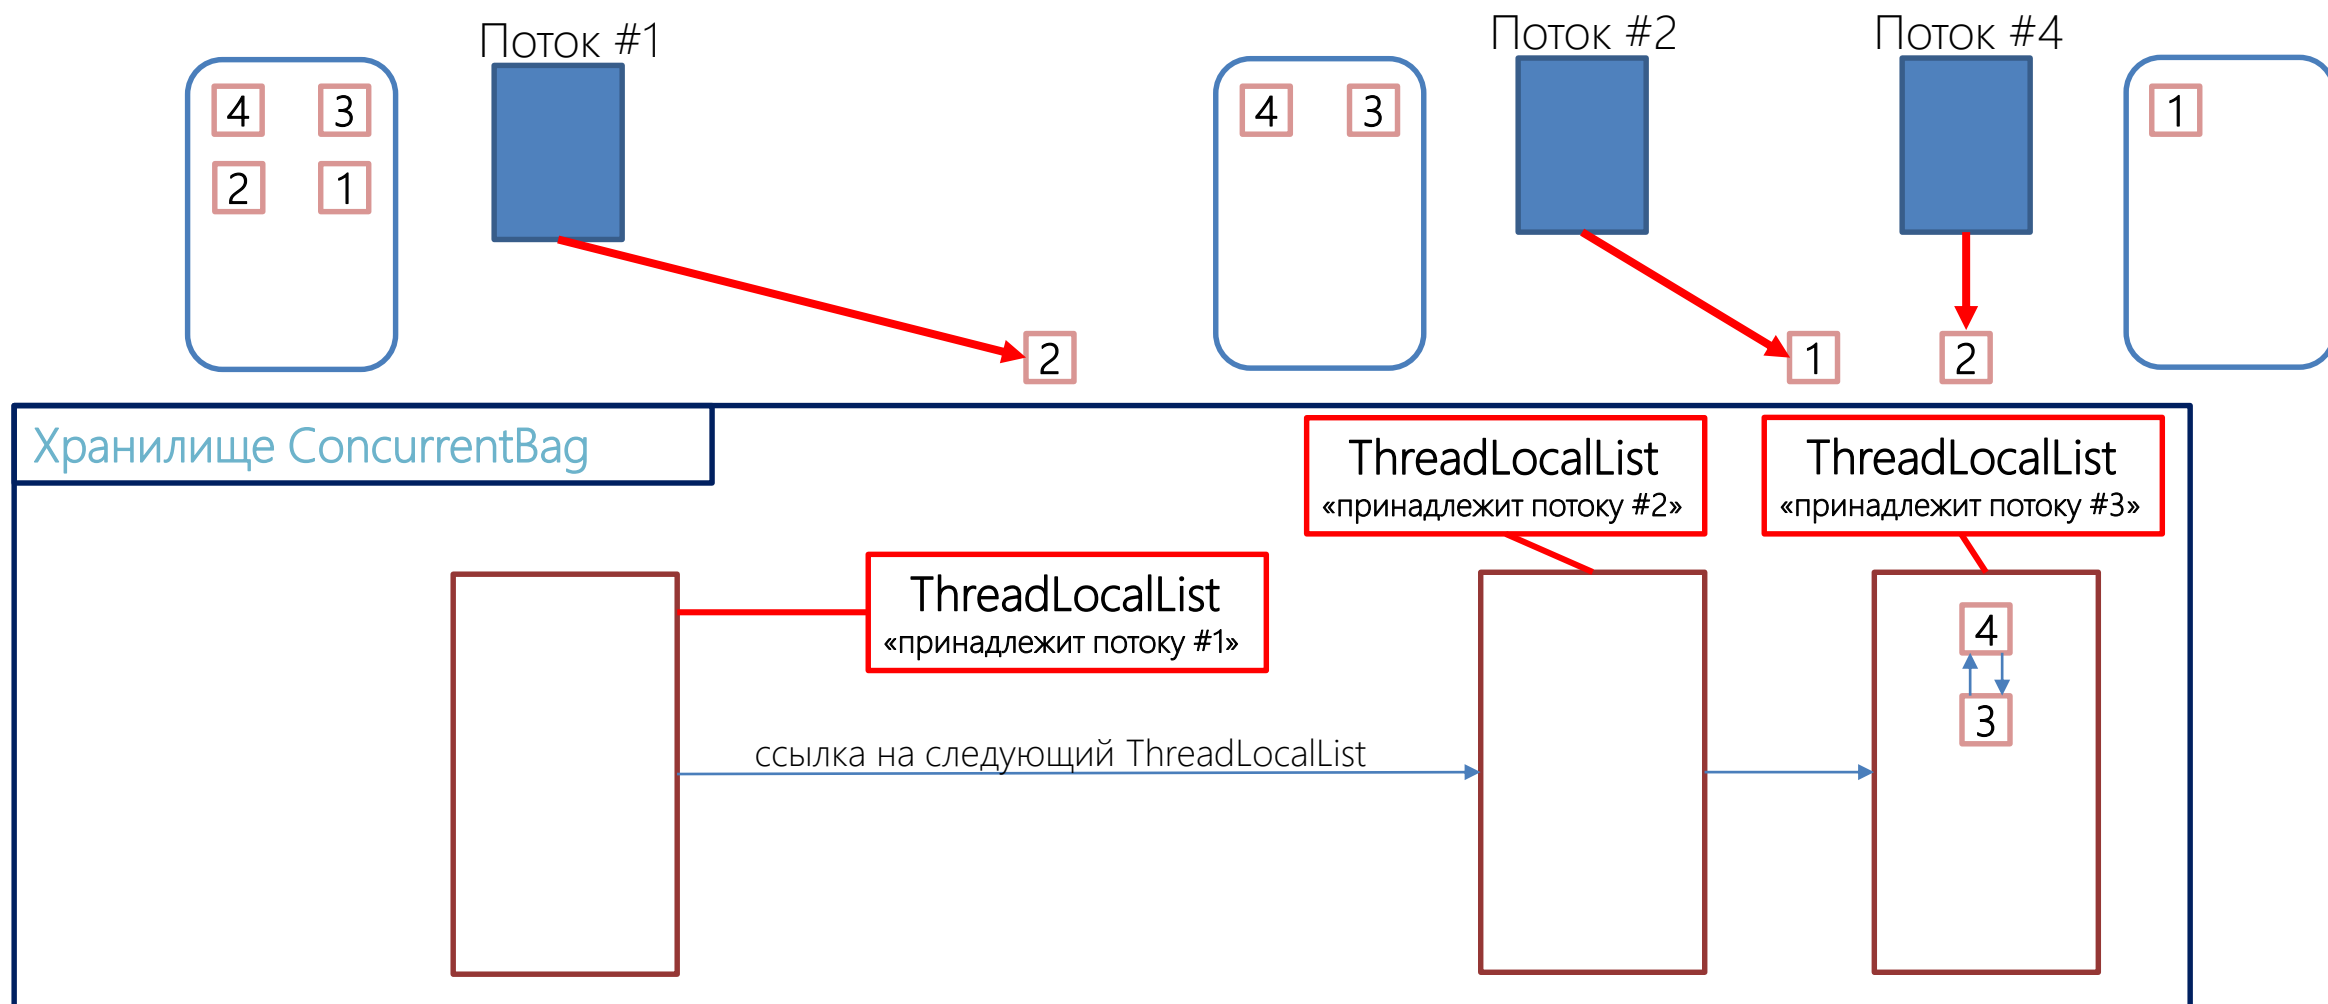 Поток #1
Поток #2
Поток #4
4 3
2 1
4 3
1
2
1
2
Хранилище ConcurrentBag
ThreadLocalList
«принадлежит потоку #2»
ThreadLocalList
«принадлежит потоку #3»
ThreadLocalList
«принадлежит потоку #1»
4
3
ссылка на следующий ThreadLocalList